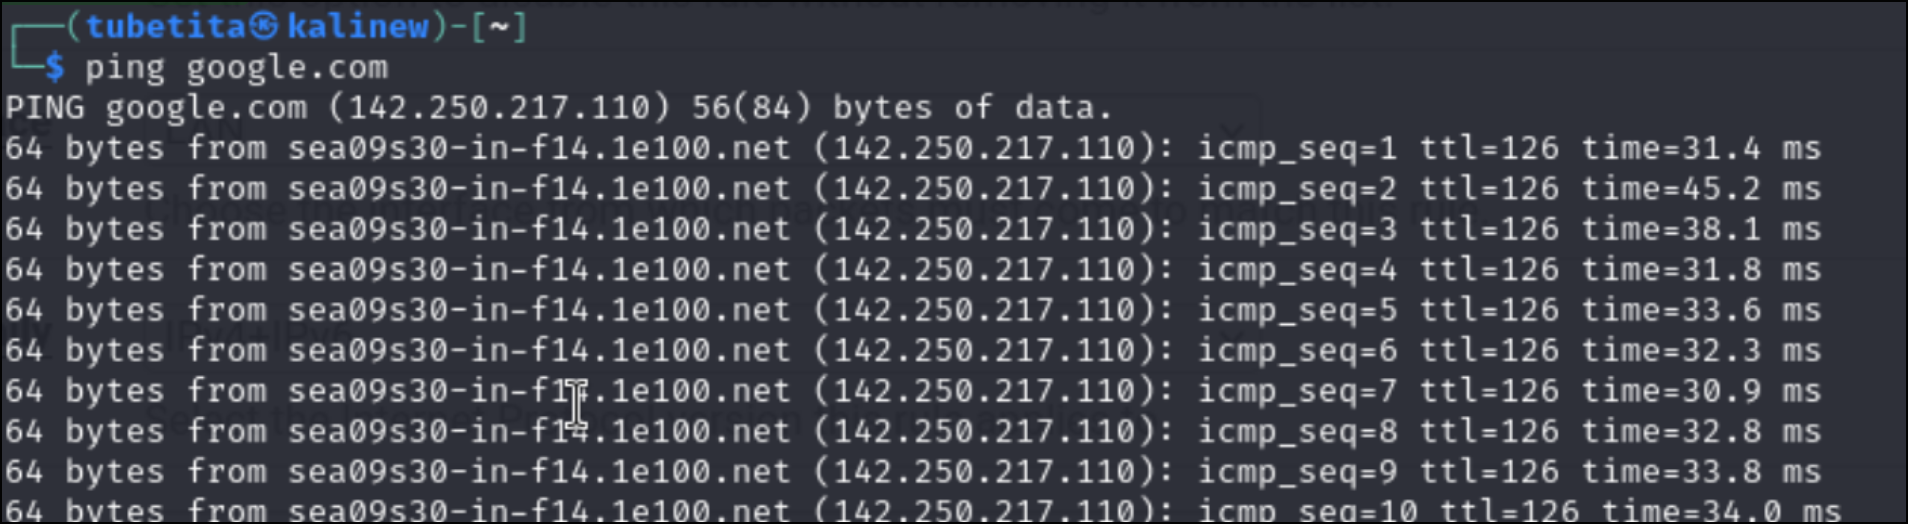 (tubetita㉿kalinew)-[~]
$ ping google.com
PING google.com (142.250.217.110) 56(84) bytes of data.
64 bytes from sea09s30-in-f14.1e100.net (142.250.217.110): icmp_seq=1 ttl=126 time=31.4 ms
64 bytes from sea09s30-in-f14.1e100.net (142.250.217.110): icmp_seq=2 ttl=126 time=45.2 ms
64 bytes from sea09s30-in-f14.1e100.net (142.250.217.110): icmp_seq=3 ttl=126 time=38.1 ms
64 bytes from sea09s30-in-f14.1e100.net (142.250.217.110): icmp_seq=4 ttl=126 time=31.8 ms
64 bytes from sea09s30-in-f14.1e100.net (142.250.217.110): icmp_seq=5 ttl=126 time=33.6 ms
64 bytes from sea09s30-in-f14.1e100.net (142.250.217.110): icmp_seq=6 ttl=126 time=32.3 ms
64 bytes from sea09s30-in-f14.1e100.net (142.250.217.110): icmp_seq=7 ttl=126 time=30.9 ms
64 bytes from sea09s30-in-f14.1e100.net (142.250.217.110): icmp_seq=8 ttl=126 time=32.8 ms
64 bytes from sea09s30-in-f14.1e100.net (142.250.217.110): icmp_seq=9 ttl=126 time=33.8 ms
64 bytes from sea09s30-in-f14.1e100.net (142.250.217.110): icmp_seq=10 ttl=126 time=34.0 ms